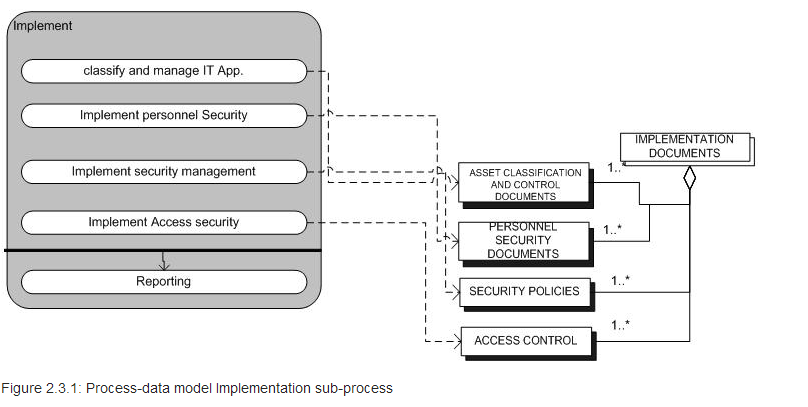 Implement
classify and manage IT App.
Implement personnel Security
Implement security management
Implement Access security
Reporting
IMPLEMENTATION
DOCUMENTS
1..*
ASSET CLASSIFICATION
AND CONTROL
DOCUMENTS
1..*
PERSONNEL
SECURITY
DOCUMENTS
1..*
SECURITY POLICIES
1..*
ACCESS CONTROL
Figure 2.3.1: Process-data model Implementation sub-process